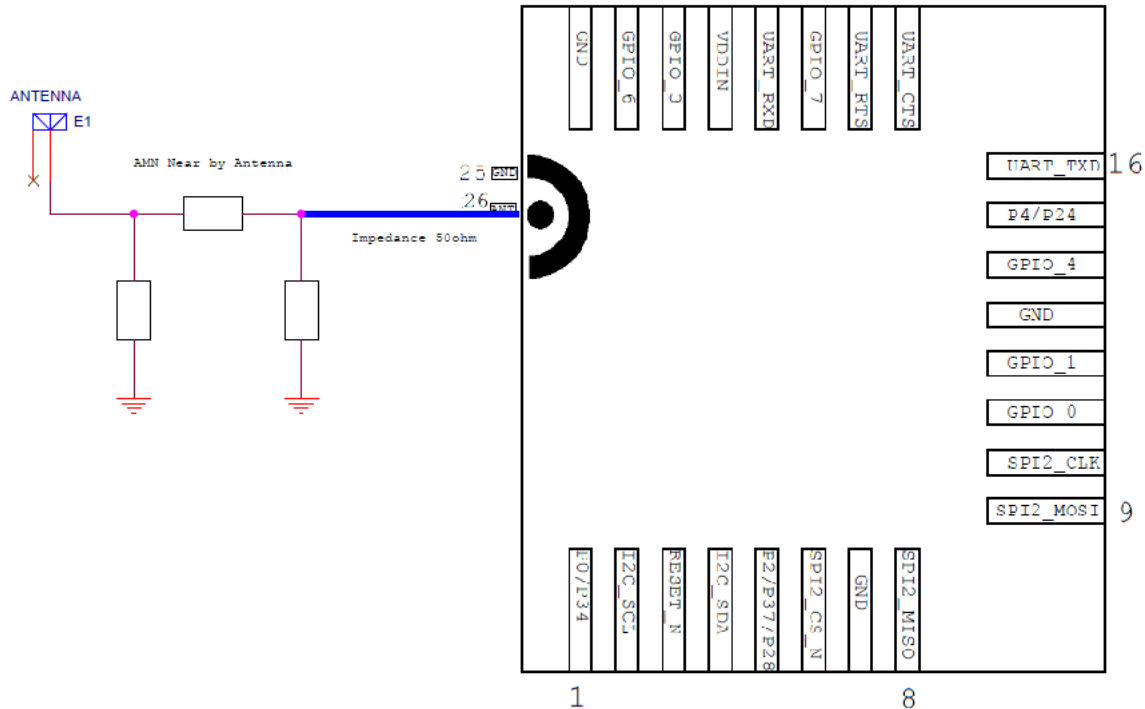 GND
GPIO_6
GPIO_3
VDDIN
UART_RXD
GPIO_7
UART_RTS
UART_CTS
ANTENNA
E1
AMN Near by Antenna
25 GND
26 ANT
Impedance 50ohm
UART_TXD 16
P4/P24
GPIO_4
GND
GPIO_1
GPIO 0
SPI2_CLK
SPI2_MOSI 9
P0/P34
I2C_SCL
RESET_N
I2C_SDA
P2/P37/P28
SPI2_CS_N
GND
SPI2_MISO
1
8